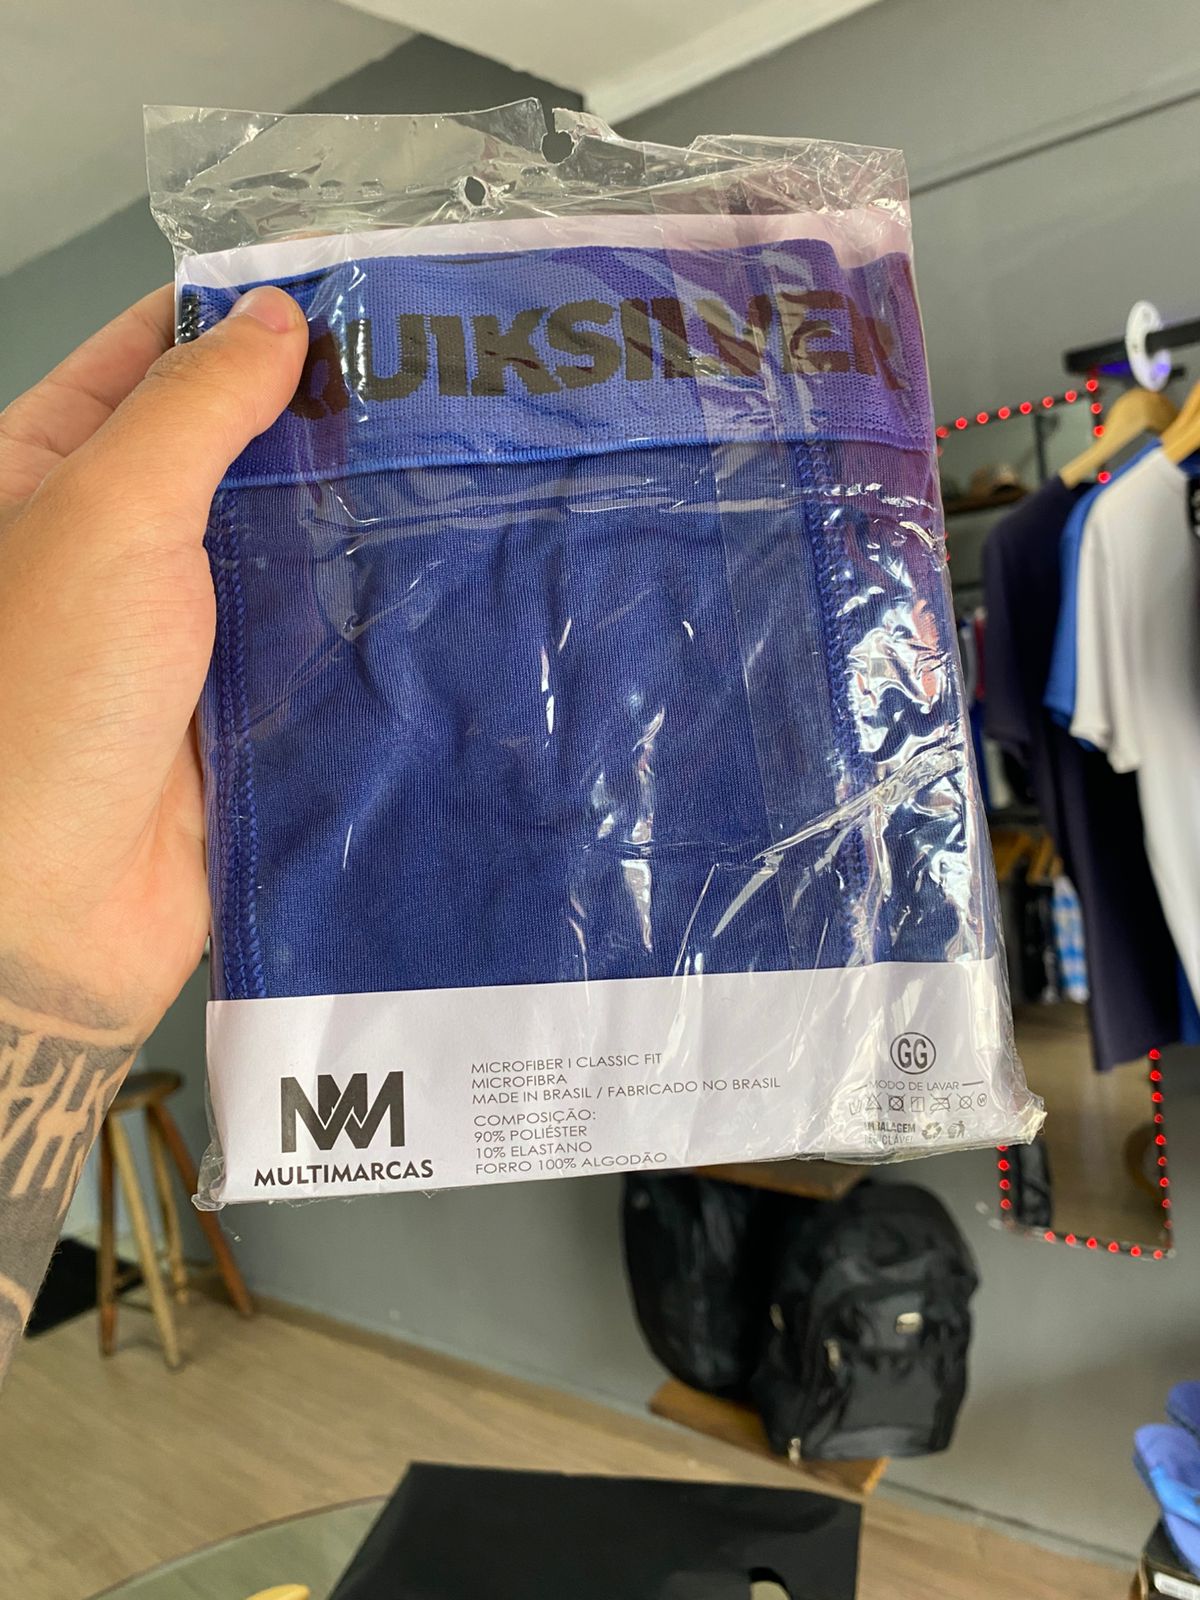 QUIKSILVER
MULTIMARCAS
MICROFIBER I CLASSIC FIT
MICROFIBRA
MADE IN BRASIL / FABRICADO NO BRASIL
COMPOSIÇÃO:
90% POLIÉSTER
10% ELASTANO
FORRO 100% ALGODÃO
GG
MODO DE LAVAR